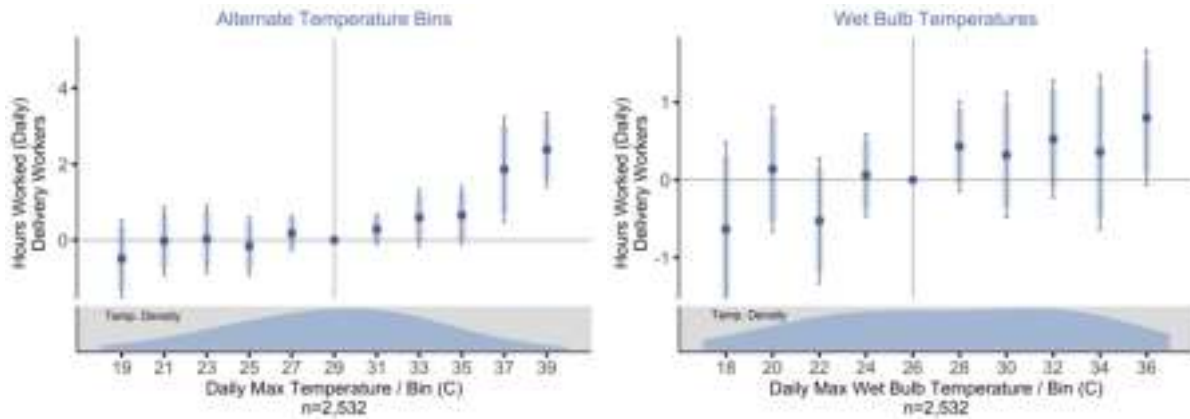 Alternate Temperature Bins
Hours Worked (Daily)
Delivery Workers
4
2
0
Temp. Density
19 21 23 25 27 29 31 33 35 37 39
Daily Max Temperature / Bin (C)
n=2,532
Wet Bulb Temperatures
Hours Worked (Daily)
Delivery Workers
1
0
-1
Temp. Density
18 20 22 24 26 28 30 32 34 36
Daily Max Wet Bulb Temperature / Bin (C)
n=2,532